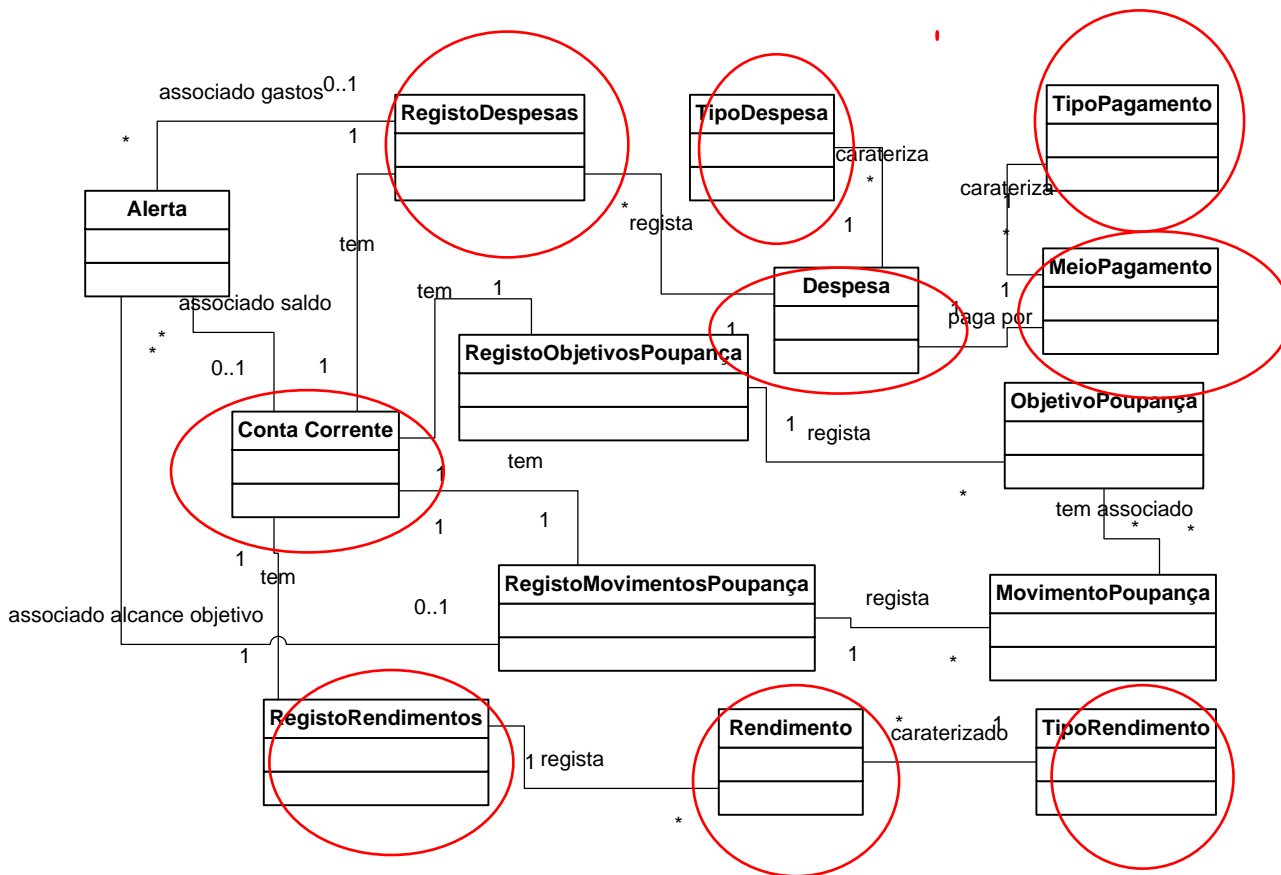 associado gastos
0..1
*
1
RegistoDespesas
TipoDespesa
TipoPagamento
carateriza
*
1
carateriza
1
*
*
regista
Alerta
tem
associado saldo
*
*
0..1
1
tem
1
Despesa
MeioPagamento
1
1
1
paga por
RegistoObjetivosPoupança
ObjetivoPoupança
Conta Corrente
1
regista
*
tem
1
1
1
tem associado
*
*
1
tem
RegistoMovimentosPoupança
MovimentoPoupança
associado alcance objetivo
0..1
regista
1
*
1
RegistoRendimentos
Rendimento
TipoRendimento
1
regista
*
*
caraterizado
1